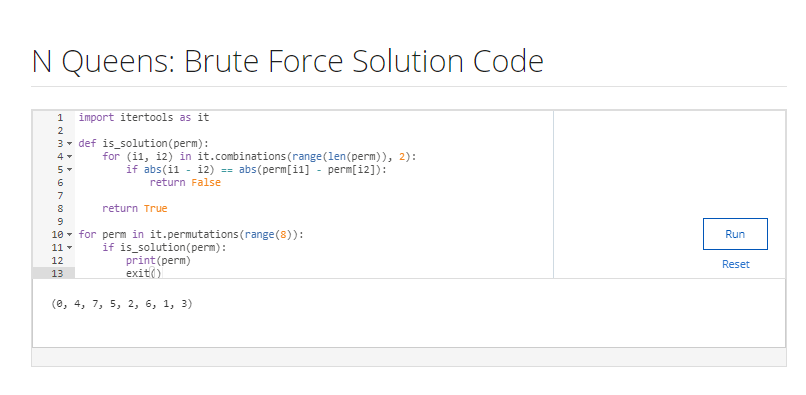 N Queens: Brute Force Solution Code
1 import itertools as it
2
3 def is_solution(perm):
4 for (i1, i2) in it.combinations(range(len(perm)), 2):
5 if abs(i1 - i2) == abs(perm[i1] - perm[i2]):
6 return False
7
8 return True
9
10 for perm in it.permutations(range(8)):
11 if is_solution(perm):
12 print(perm)
13 exit()
Run
Reset
(0, 4, 7, 5, 2, 6, 1, 3)